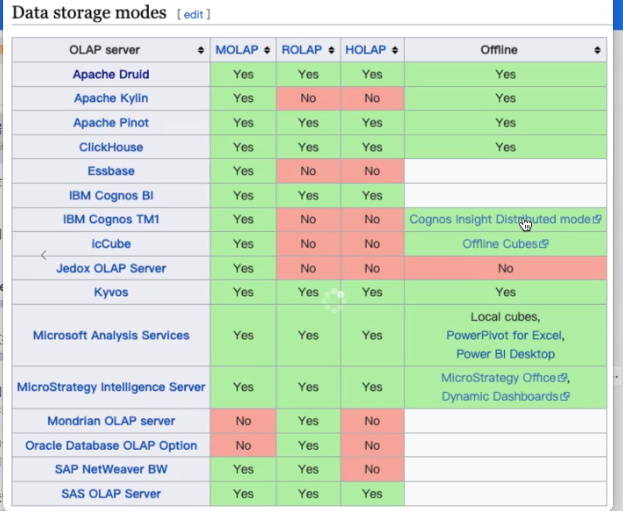 Data storage modes [ edit ]
OLAP server MOLAP ROLAP HOLAP Offline
Apache Druid Yes Yes Yes Yes
Apache Kylin Yes No No Yes
Apache Pinot Yes Yes Yes Yes
ClickHouse Yes Yes Yes Yes
Essbase Yes No No
IBM Cognos BI Yes Yes Yes
IBM Cognos TM1 Yes No No Cognos Insight Distributed mode
icCube Yes No No Offline Cubes
Jedox OLAP Server Yes No No No
Kyvos Yes Yes Yes Yes
Microsoft Analysis Services Yes Yes Yes Local cubes,
PowerPivot for Excel,
Power BI Desktop
MicroStrategy Intelligence Server Yes Yes Yes MicroStrategy Office,
Dynamic Dashboards
Mondrian OLAP server No Yes No
Oracle Database OLAP Option No Yes No
SAP NetWeaver BW Yes Yes No
SAS OLAP Server Yes Yes Yes